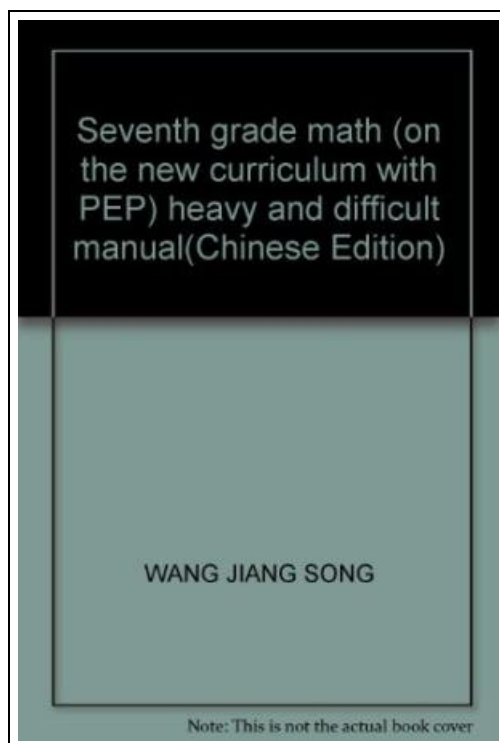 Seventh grade math (on
the new curriculum with
PEP) heavy and difficult
manual(Chinese Edition)
WANG JIANG SONG
Note: This is not the actual book cover